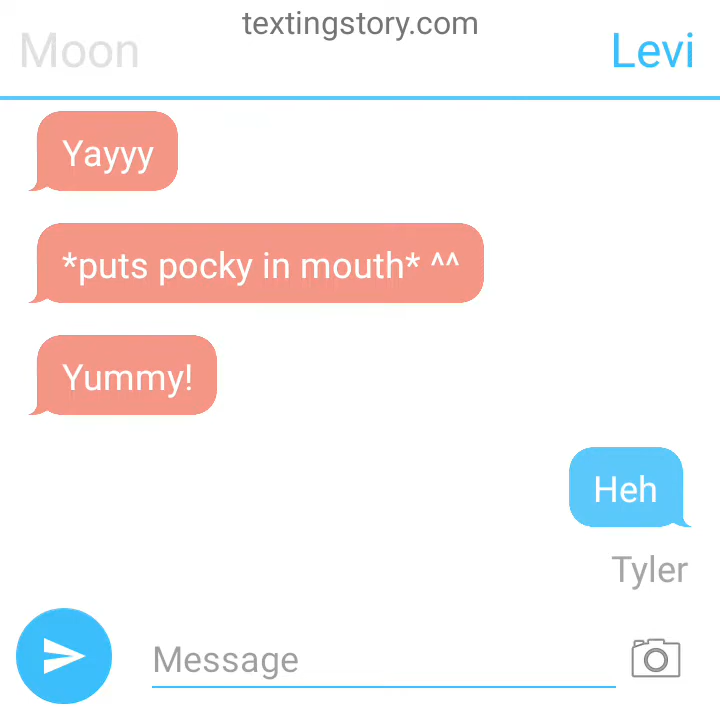 textingstory.com
Moon
Levi
Yayyy
*puts pocky in mouth* ^^
Yummy!
Heh
Tyler
Message